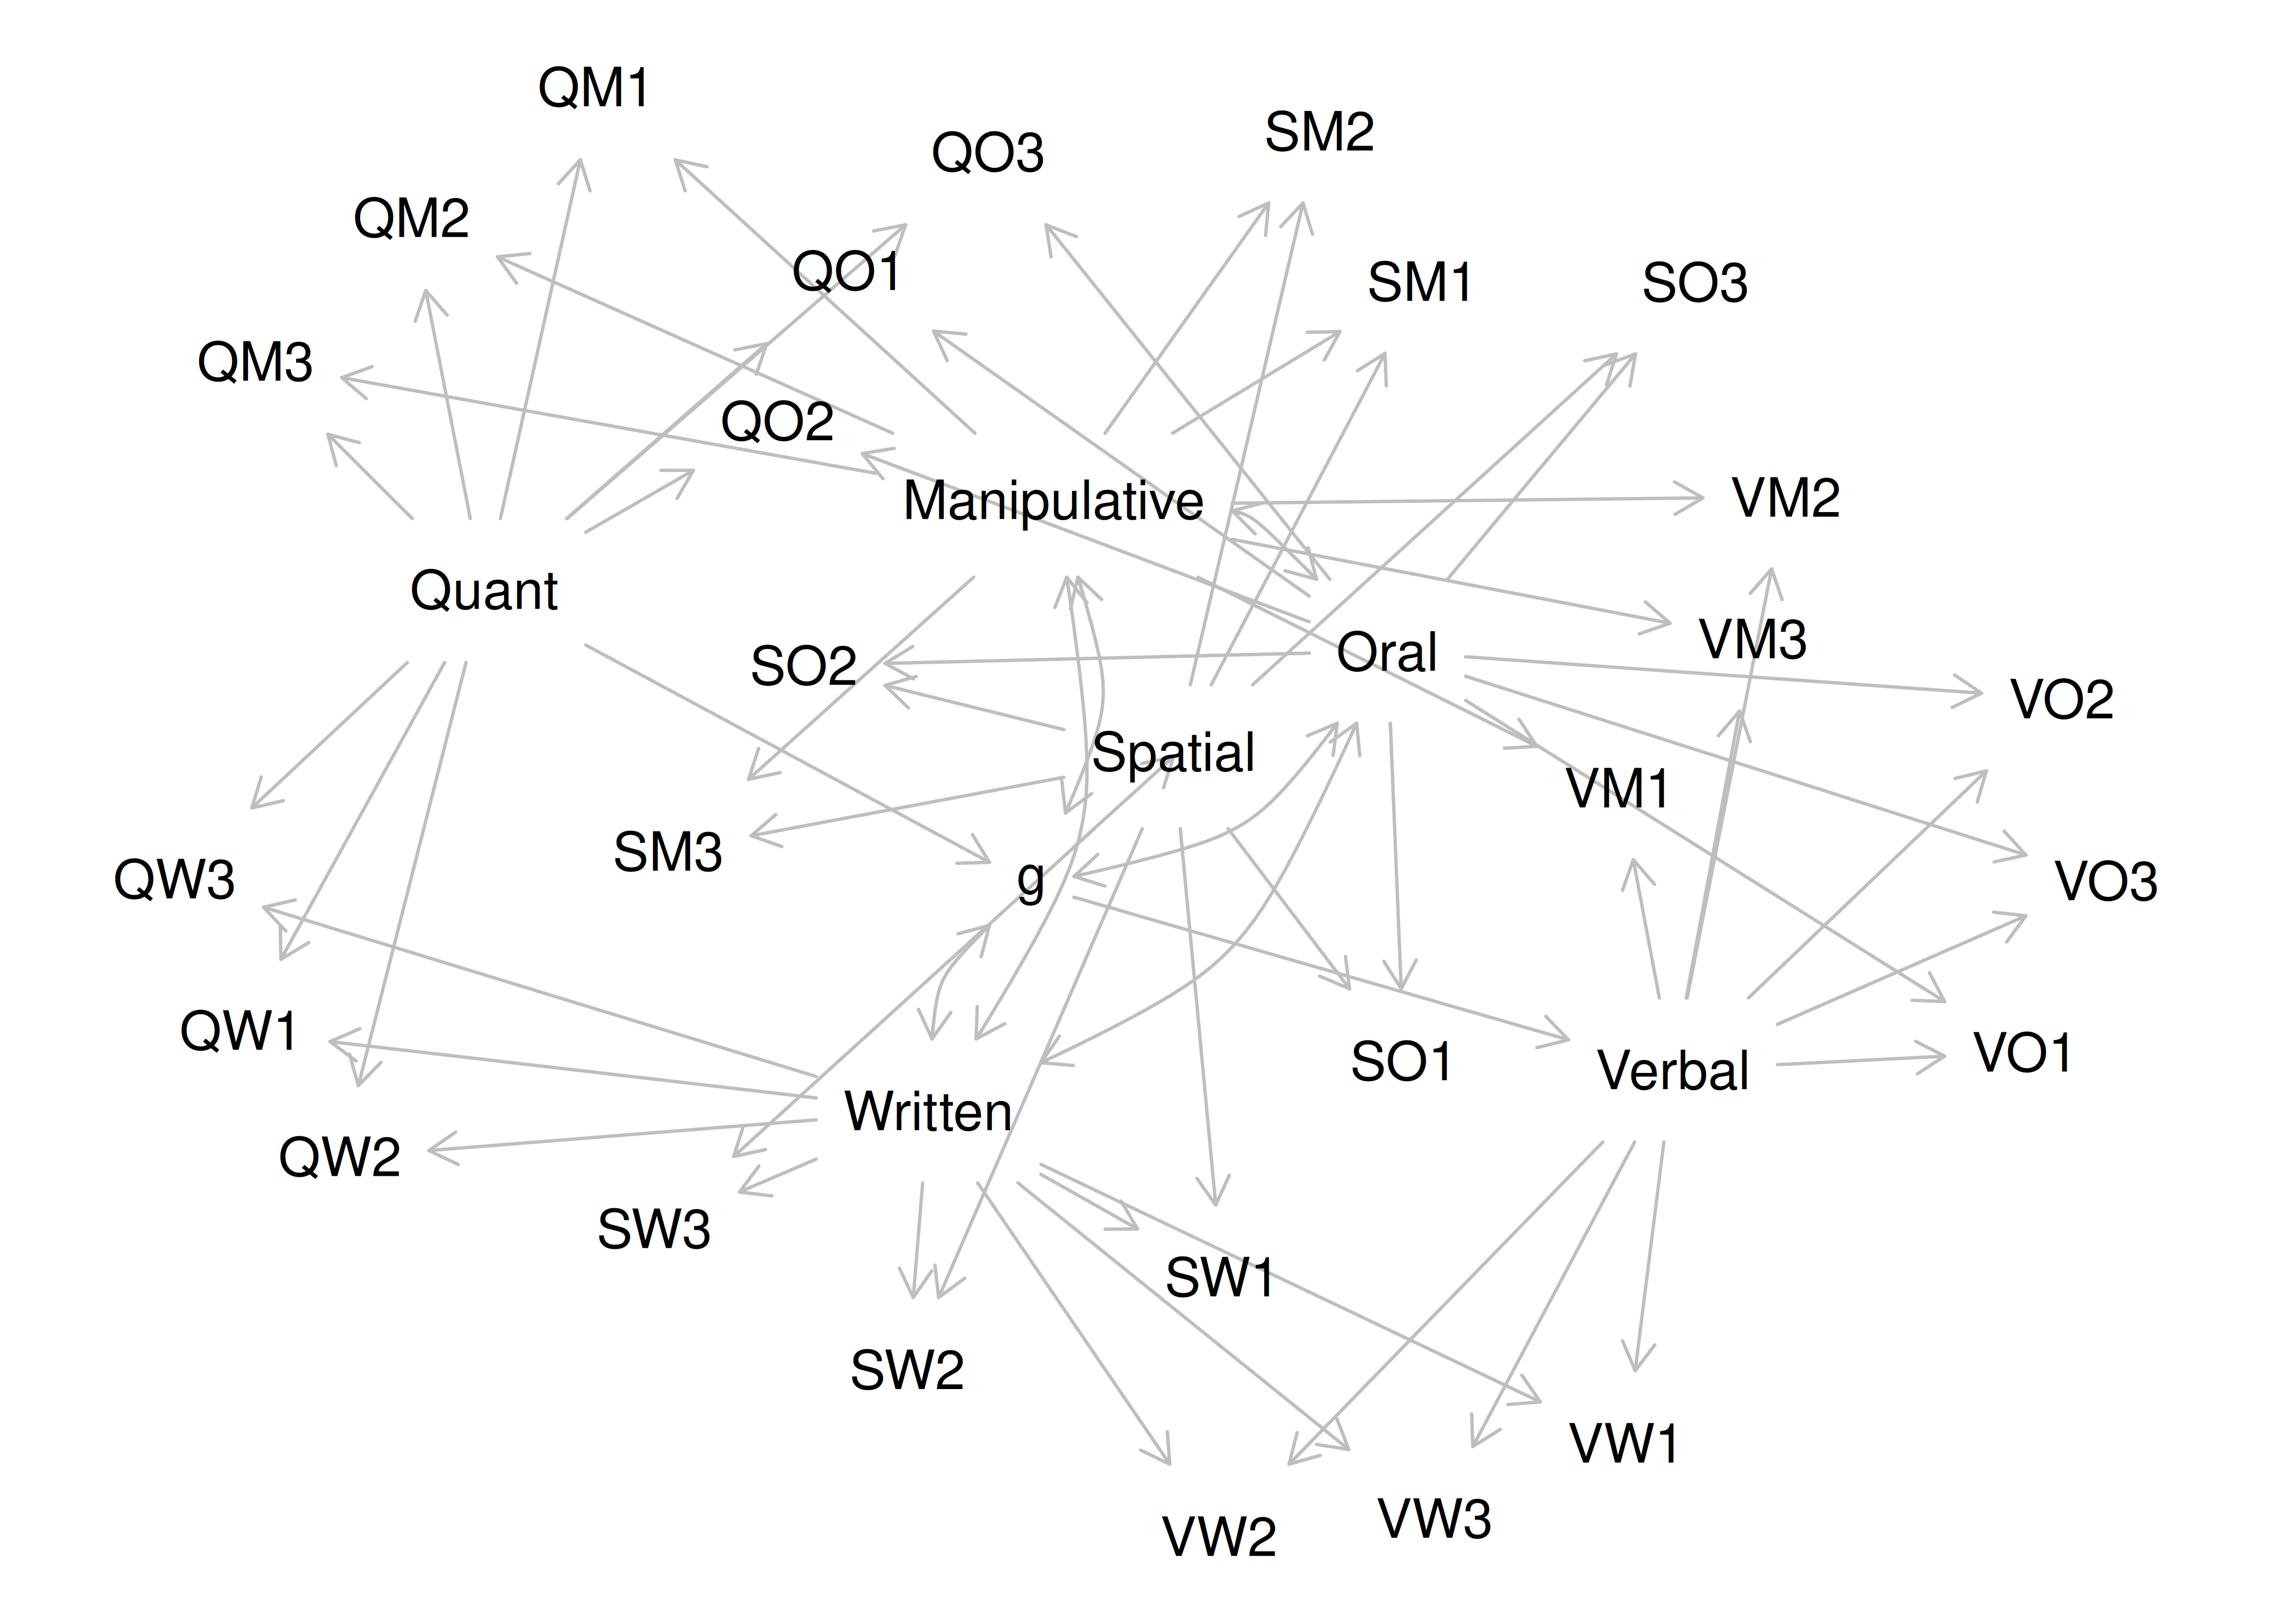 QM1
SM2
QO3
QM2
QO1
SM1
SO3
QM3
QO2
Manipulative
VM2
Quant
VM3
Oral
SO2
VO2
Spatial
VM1
SM3
g
QW3
VO3
QW1
SO1
Verbal
VO1
Written
QW2
SW3
SW1
SW2
VW1
VW3
VW2